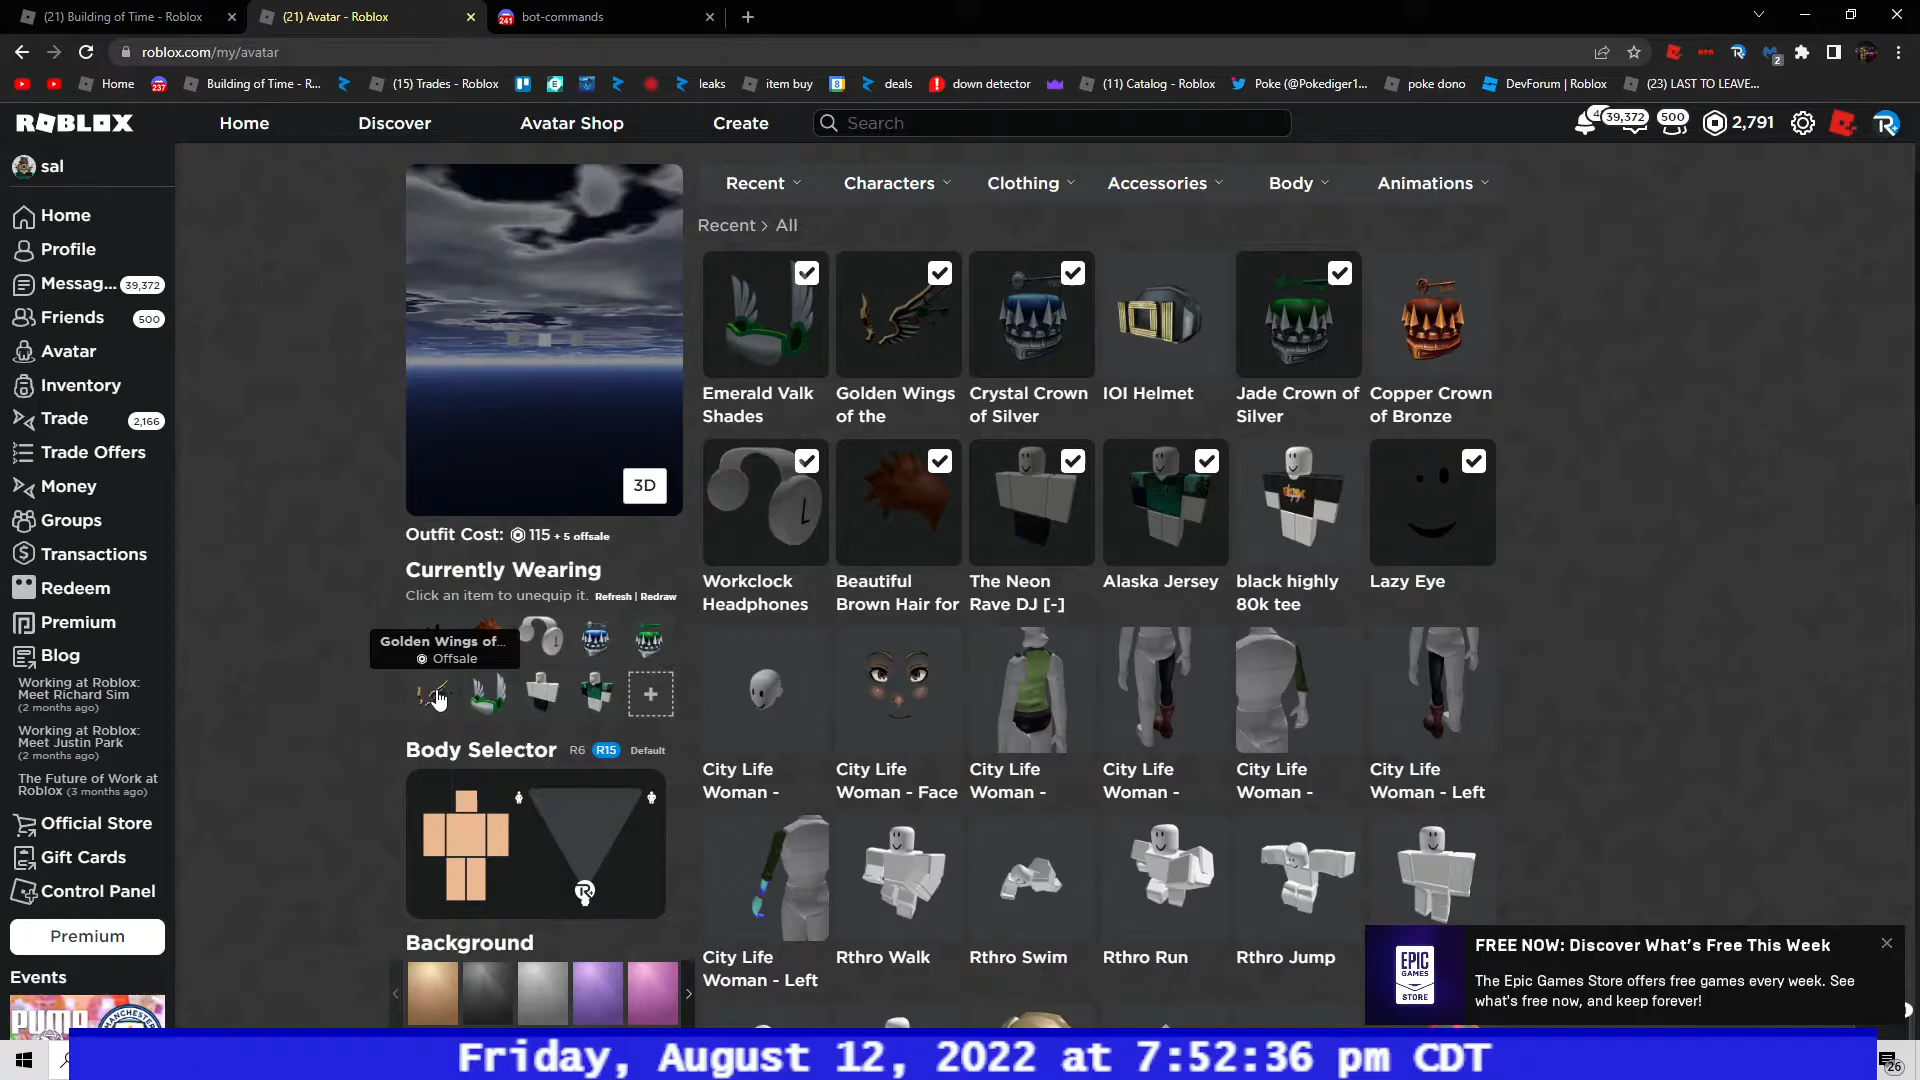 (21) Building of Time - Roblox
(21) Avatar - Roblox
241
bot-commands
roblox.com/my/avatar
2
Home
237
Building of Time - R...
(15) Trades - Roblox
leaks
item buy
8
deals
down detector
(11) Catalog - Roblox
Poke (@Pokediger1...
poke dono
DevForum | Roblox
(23) LAST TO LEAVE...
ROBLOX
Home
Discover
Avatar Shop
Create
Search
39,372
500
2,791
sal
Home
Profile
Messag... 39,372
Friends 500
Avatar
Inventory
Trade 2,166
Trade Offers
Money
Groups
Transactions
Redeem
Premium
Blog
Working at Roblox:
Meet Richard Sim
(2 months ago)
Working at Roblox:
Meet Justin Park
(2 months ago)
The Future of Work at
Roblox (3 months ago)
Official Store
Gift Cards
Control Panel
Premium
Events
PUMA
MANCHESTER
3D
Outfit Cost: 115 + 5 offsale
Currently Wearing
Click an item to unequip it. Refresh | Redraw
Golden Wings of...
Offsale
+
Body Selector R6 R15 Default
Background
Recent
Characters
Clothing
Accessories
Body
Animations
Recent > All
Emerald Valk
Shades
Golden Wings
of the
Crystal Crown
of Silver
IOI Helmet
Jade Crown of
Silver
Copper Crown
of Bronze
Workclock
Headphones
Beautiful
Brown Hair for
The Neon
Rave DJ [-]
Alaska Jersey
black highly
80k tee
Lazy Eye
City Life
Woman -
City Life
Woman - Face
City Life
Woman -
City Life
Woman -
City Life
Woman -
City Life
Woman - Left
City Life
Woman - Left
Rthro Walk
Rthro Swim
Rthro Run
Rthro Jump
EPIC
GAMES
STORE
FREE NOW: Discover What's Free This Week
The Epic Games Store offers free games every week. See
what's free now, and keep forever!
Friday, August 12, 2022 at 7:52:36 pm CDT
26